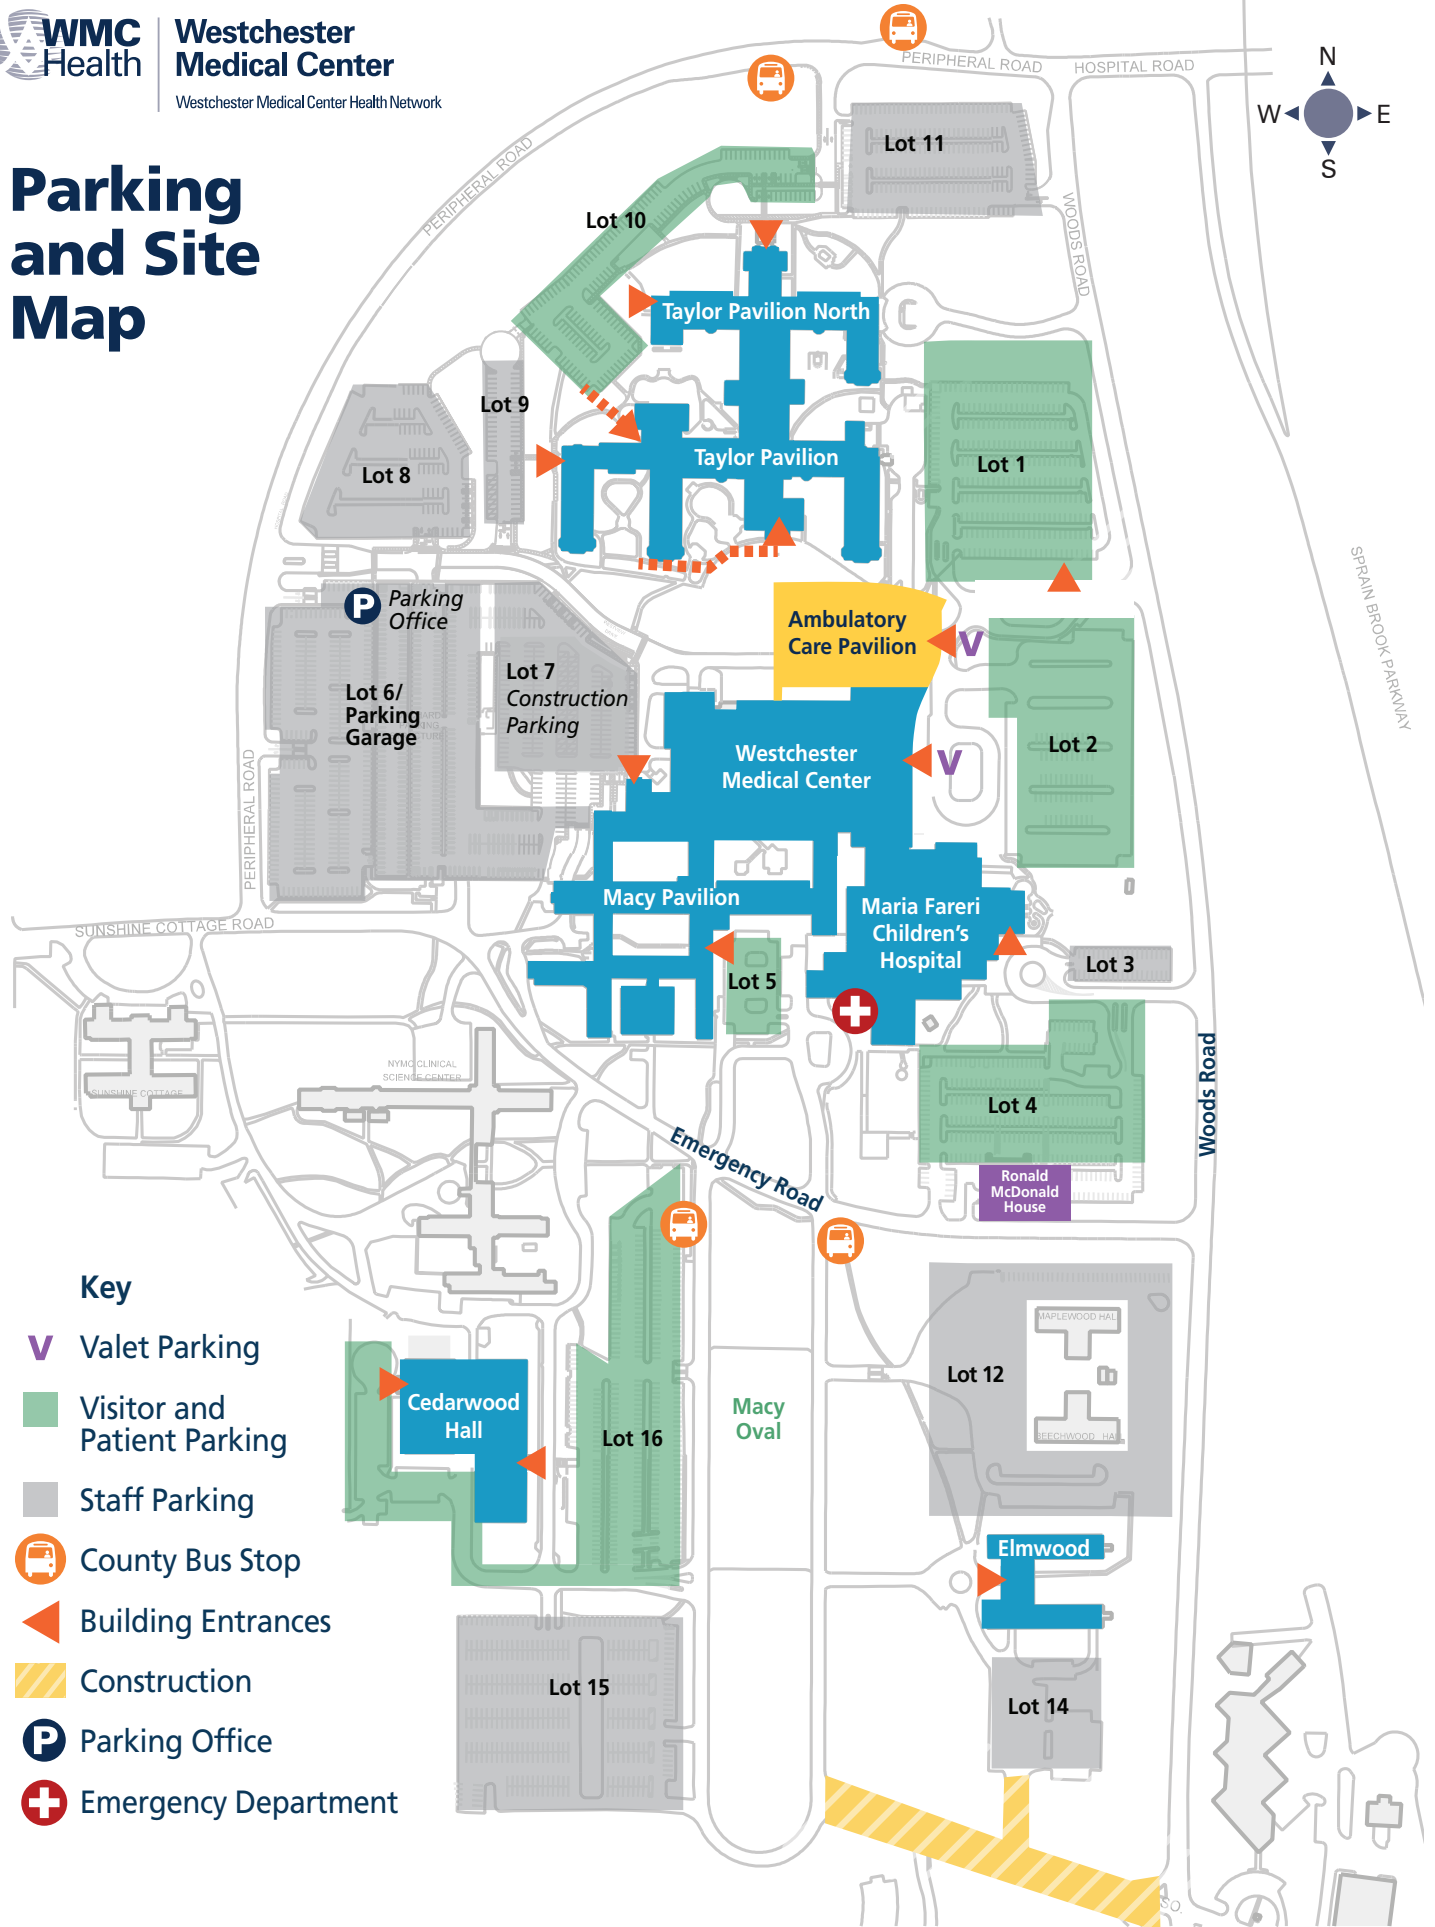 WMC
Health
Westchester
Medical Center
Westchester Medical Center Health Network
Parking
and Site
Map
PERIPHERAL ROAD
HOSPITAL ROAD
N
W
E
S
PERIPHERAL ROAD
WOODS ROAD
Lot 11
Lot 10
Taylor Pavilion North
Lot 9
Lot 8
Taylor Pavilion
Lot 1
SPRAIN BROOK PARKWAY
P
Parking
Office
Ambulatory
Care Pavilion
V
Lot 7
Construction
Parking
Lot 6/
Parking
Garage
Westchester
Medical Center
V
Lot 2
PERIPHERAL ROAD
Macy Pavilion
Maria Fareri
Children's
Hospital
SUNSHINE COTTAGE ROAD
Lot 3
Lot 5
NYMC CLINICAL
SCIENCE CENTER
SUNSHINE COTTAGE
Lot 4
Woods Road
Emergency Road
Ronald
McDonald
House
MAPLEWOOD HALL
Lot 12
BEECHWOOD HALL
Cedarwood
Hall
Lot 16
Macy
Oval
Elmwood
Lot 15
Lot 14
Key
V Valet Parking
Visitor and
Patient Parking
Staff Parking
County Bus Stop
Building Entrances
Construction
P Parking Office
Emergency Department